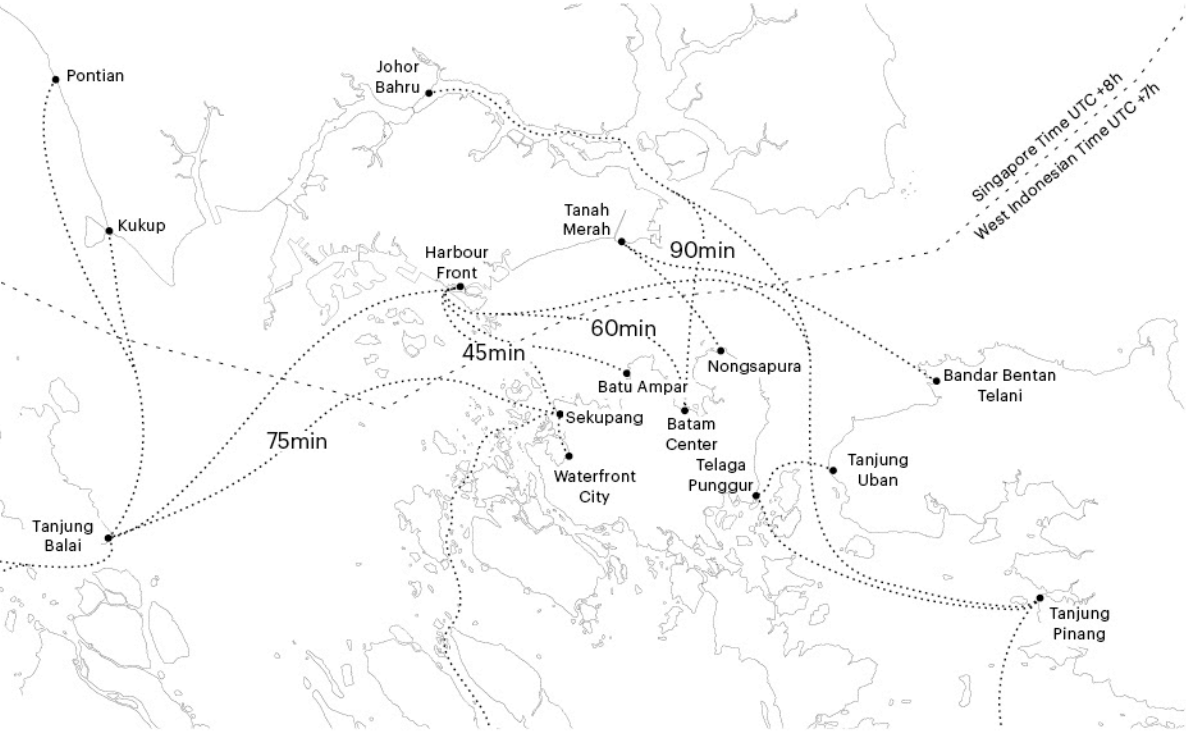 Pontian
Johor
Bahru
Singapore Time UTC +8h
West Indonesian Time UTC +7h
Kukup
Tanah
Merah
Harbour
Front
90min
60min
45min
Nongsapura
Batu Ampar
Bandar Bentan
Telani
Sekupang
Batam
Center
75min
Waterfront
City
Telaga
Punggur
Tanjung
Uban
Tanjung
Balai
Tanjung
Pinang